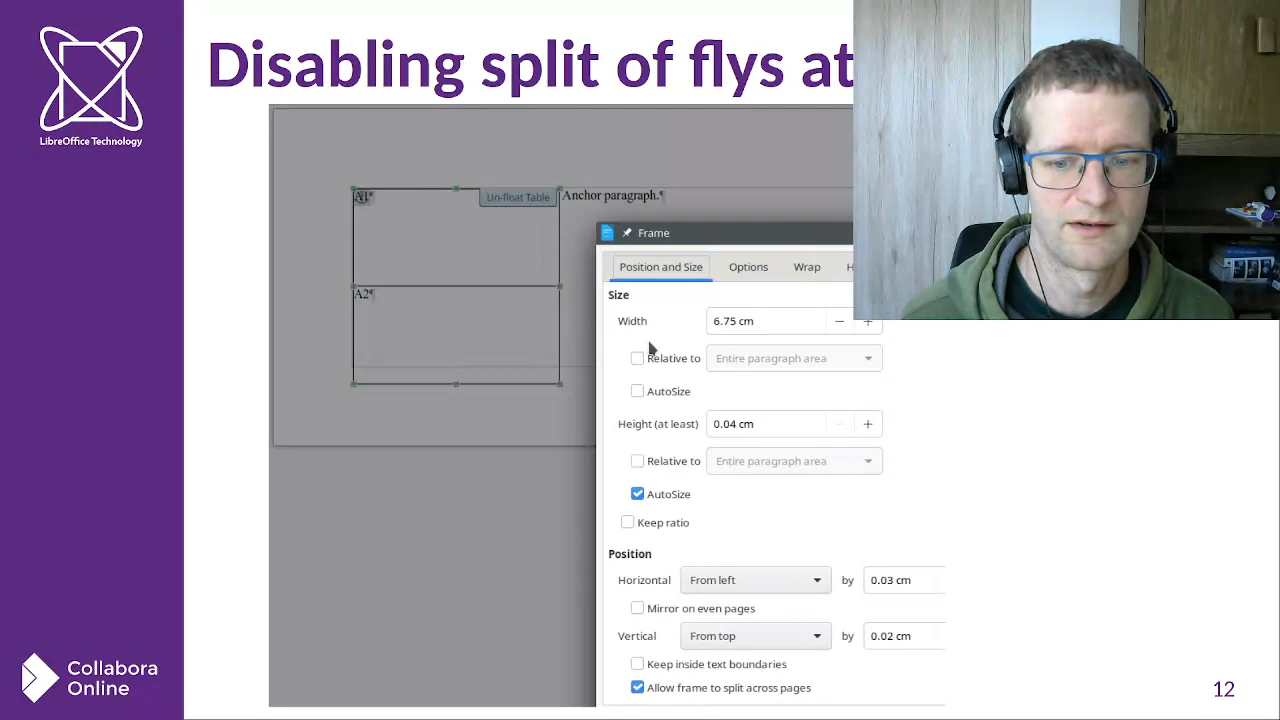 Disabling split of flys at
LibreOffice Technology
Un-float Table
Anchor paragraph.¶
A2¶
Frame
Position and Size
Options
Wrap
H
Size
Width
6.75 cm
Relative to
Entire paragraph area
AutoSize
Height (at least)
0.04 cm
Relative to
Entire paragraph area
AutoSize
Keep ratio
Position
Horizontal
From left
by
0.03 cm
Mirror on even pages
Vertical
From top
by
0.02 cm
Keep inside text boundaries
Allow frame to split across pages
Collabora
Online
12